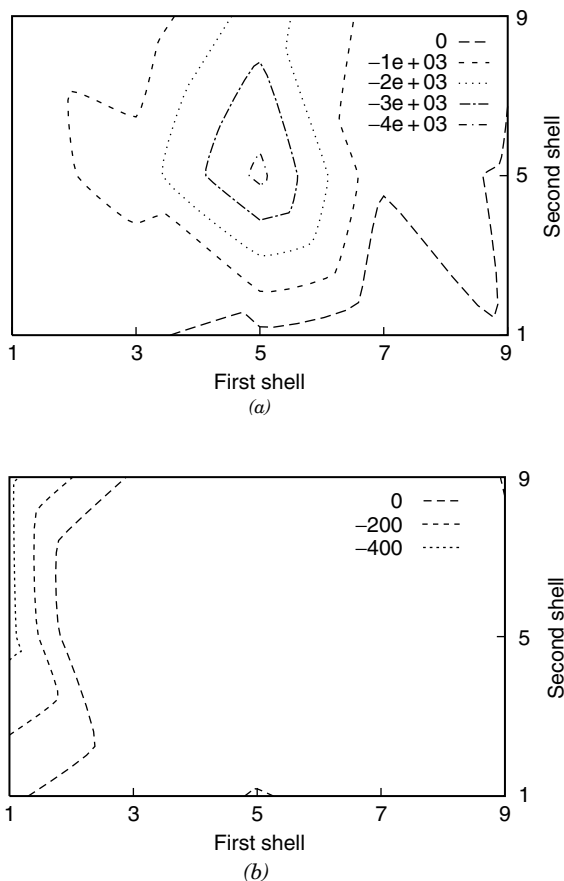 0
−1e + 03
−2e + 03
−3e + 03
−4e + 03
9
5
1
Second shell
1 3 5 7 9
First shell
(a)
0
−200
−400
9
5
1
Second shell
1 3 5 7 9
First shell
(b)